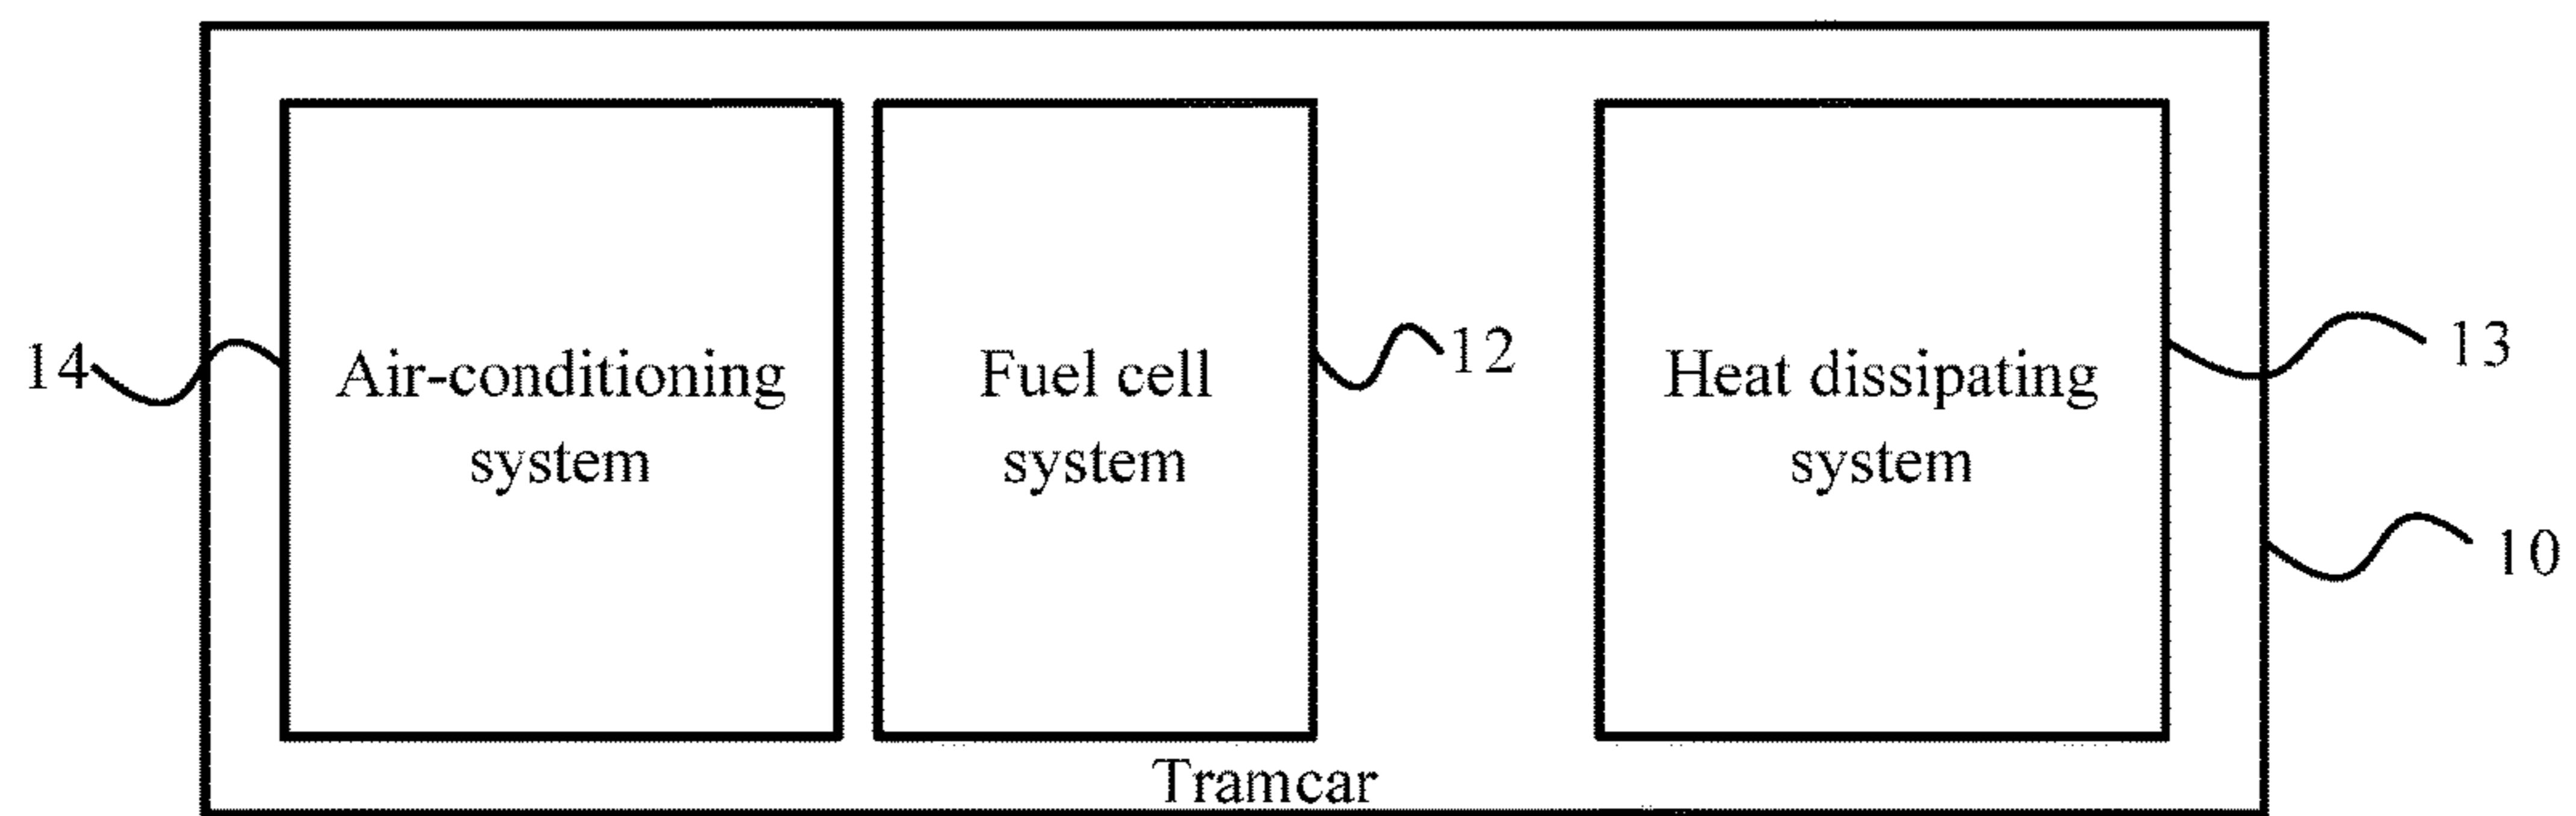 14
Air-conditioning
system
Fuel cell
system
12
Heat dissipating
system
13
10
Tramcar